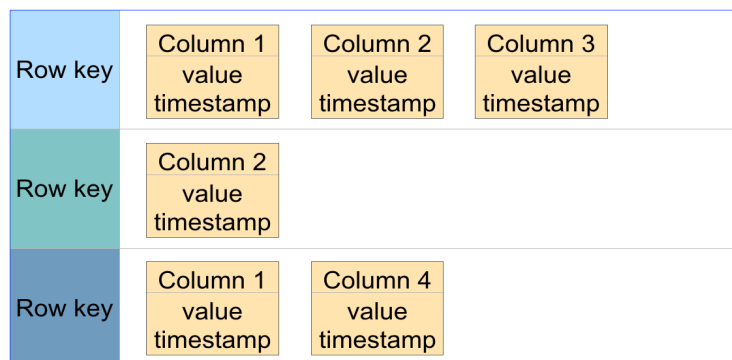 Row key
Column 1
value
timestamp
Column 2
value
timestamp
Column 3
value
timestamp
Row key
Column 2
value
timestamp
Row key
Column 1
value
timestamp
Column 4
value
timestamp